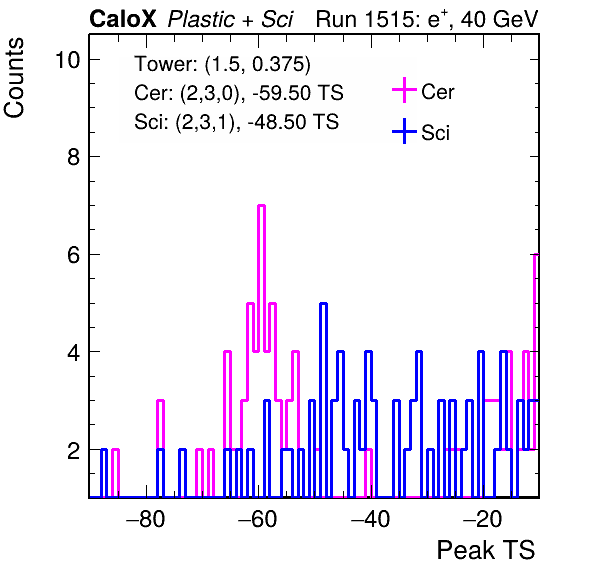 CaloX Plastic + Sci Run 1515: e⁺, 40 GeV
Tower: (1.5, 0.375)
Cer: (2,3,0), -59.50 TS
Sci: (2,3,1), -48.50 TS
Cer
Sci
Counts
10
8
6
4
2
−80 −60 −40 −20
Peak TS